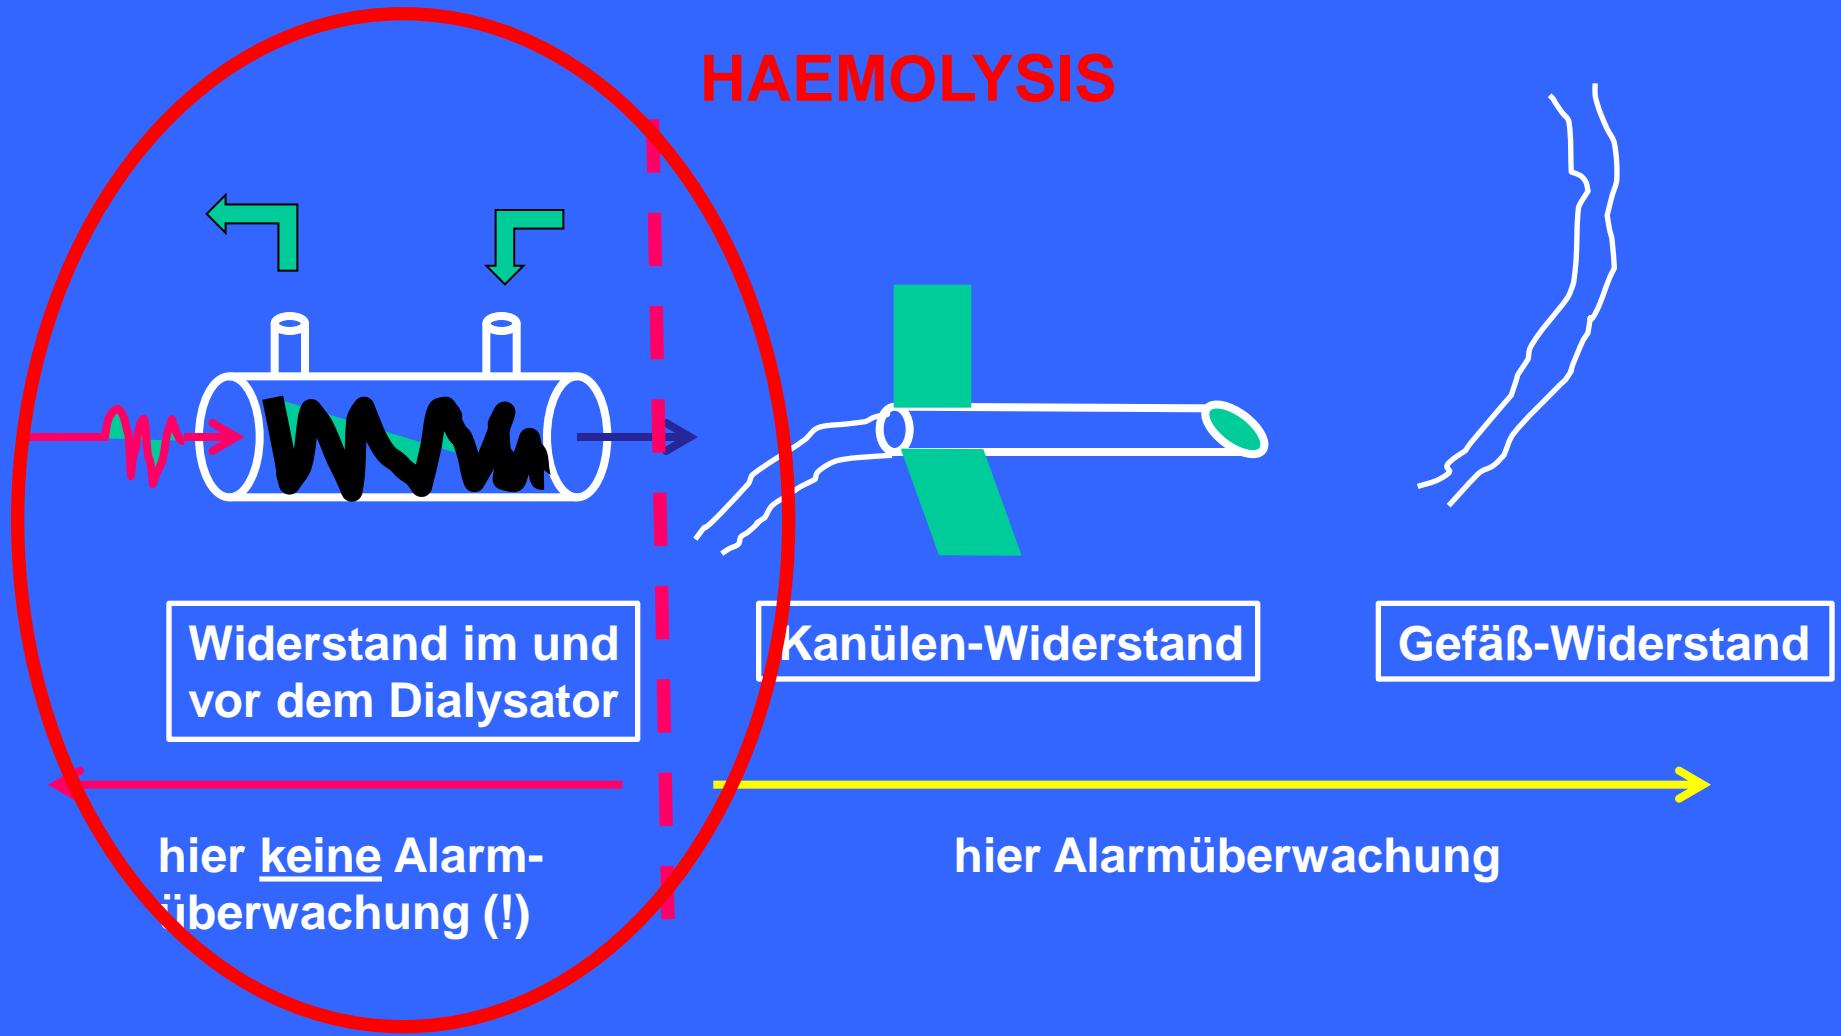 HAEMOLYSIS
Widerstand im und
vor dem Dialysator
Kanülen-Widerstand
Gefäß-Widerstand
hier keine Alarm-
überwachung (!)
hier Alarmüberwachung